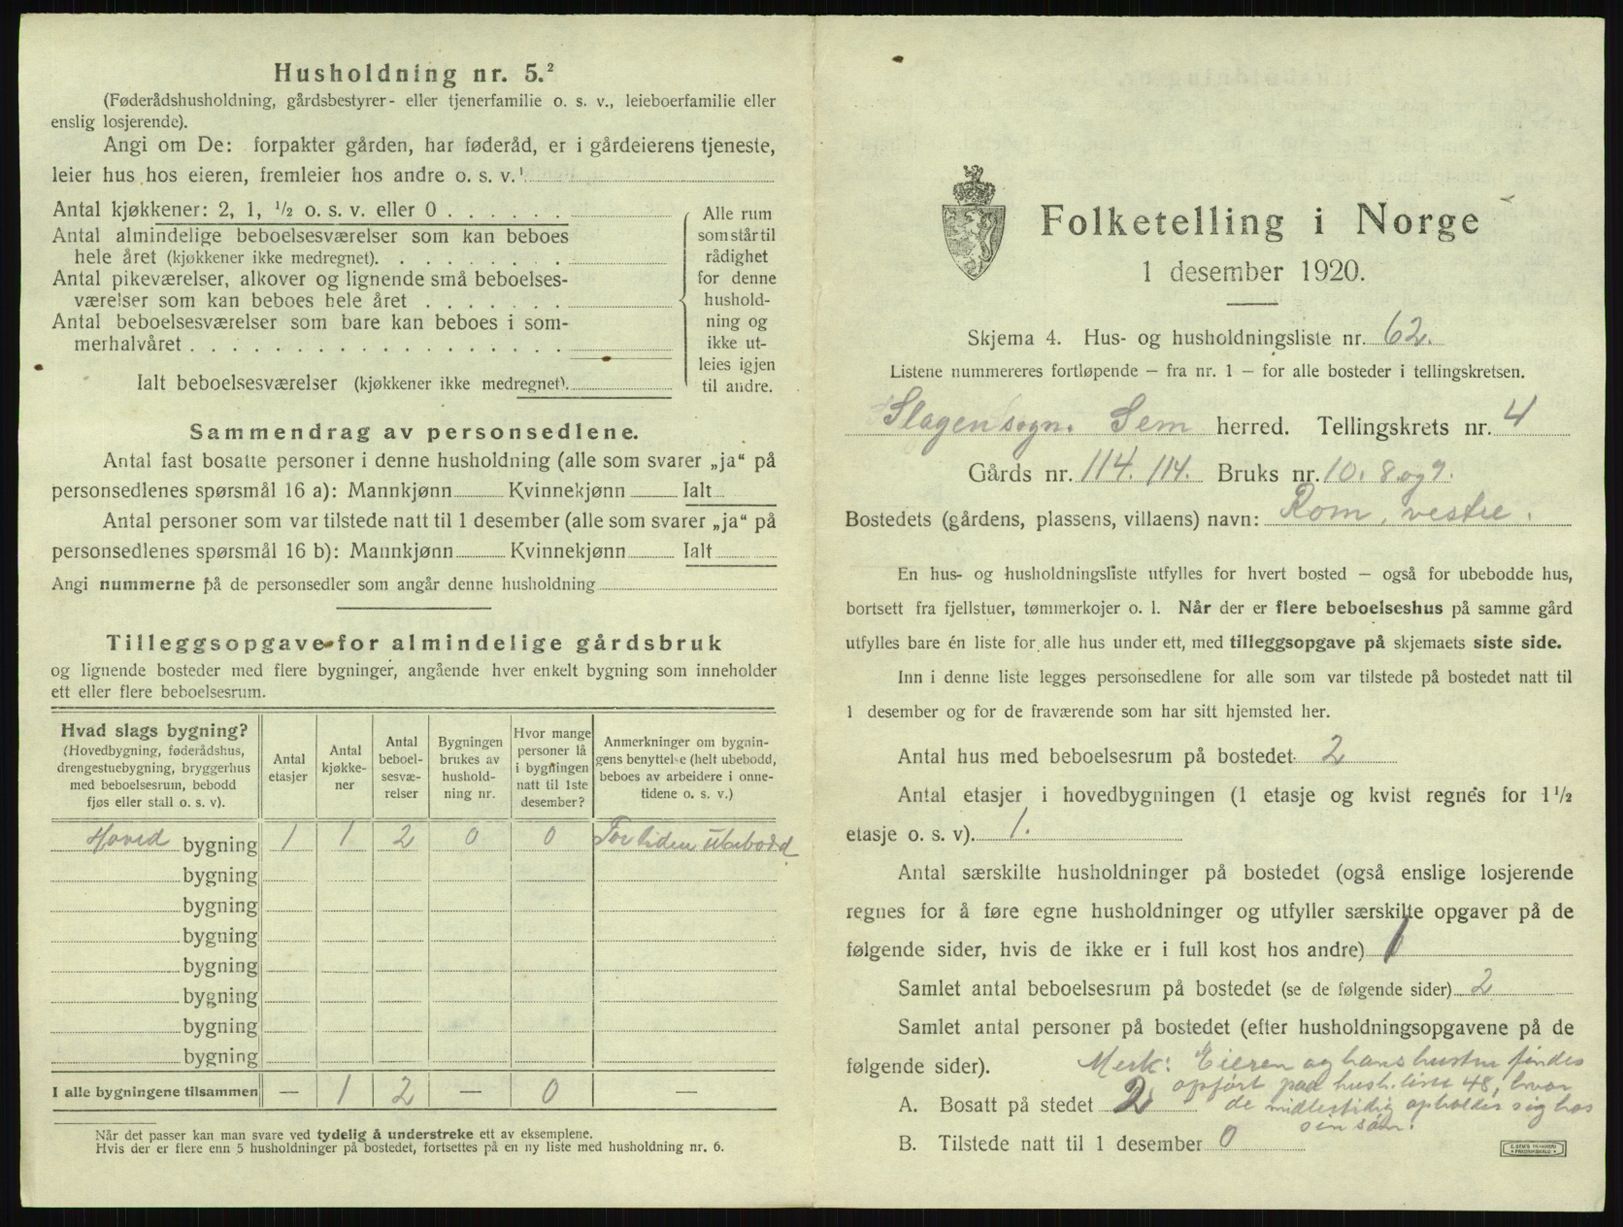 Husholdning nr. 5.²
(Føderådshusholdning, gårdsbestyrer- eller tjenerfamilie o. s. v., leieboerfamilie eller
enslig losjerende).
Angi om De: forpakter gården, har føderåd, er i gårdeierens tjeneste,
leier hus hos eieren, fremleier hos andre o. s. v.¹
Antal kjøkkener: 2, 1, ½ o. s. v. eller 0
Antal almindelige beboelsesværelser som kan beboes
hele året (kjøkkener ikke medregnet).
Antal pikeværelser, alkover og lignende små beboelses-
værelser som kan beboes hele året
Antal beboelsesværelser som bare kan beboes i som-
merhalvåret
Ialt beboelsesværelser (kjøkkener ikke medregnet).
Alle rum
som står til
rådighet
for denne
hushold-
ning og
ikke ut-
leies igjen
til andre.
Sammendrag av personsedlene.
Antal fast bosatte personer i denne husholdning (alle som svarer „ja“ på
personsedlenes spørsmål 16 a): Mannkjønn Kvinnekjønn Ialt
Antal personer som var tilstede natt til 1 desember (alle som svarer „ja“ på
personsedlenes spørsmål 16 b): Mannkjønn Kvinnekjønn Ialt
Angi nummerne på de personsedler som angår denne husholdning
Tilleggsopgave for almindelige gårdsbruk
og lignende bosteder med flere bygninger, angående hver enkelt bygning som inneholder
ett eller flere beboelsesrum.
Hvad slags bygning?
(Hovedbygning, føderådshus,
drengestuebygning, bryggerhus
med beboelsesrum, bebodd
fjøs eller stall o. s. v).
Antal
etasjer
Antal
kjøkke-
ner
Antal
beboel-
sesvæ-
relser
Bygningen
brukes av
hushold-
ning nr.
Hvor mange
personer lå
i bygningen
natt til 1ste
desember?
Anmerkninger om bygnin-
gens benyttelse (helt ubebodd,
beboes av arbeidere i onne-
tidene o. s. v.)
Hoved bygning 1 1 2 0 0 For tiden ubebodd.
bygning
bygning
bygning
bygning
bygning
bygning
bygning
I alle bygningene tilsammen — 1 2 — 0 —
Når det passer kan man svare ved tydelig å understreke ett av eksemplene.
Hvis der er flere enn 5 husholdninger på bostedet, fortsettes på en ny liste med husholdning nr. 6.
Folketelling i Norge
1 desember 1920.
Skjema 4. Hus- og husholdningsliste nr. 62.
Listene nummereres fortløpende — fra nr. 1 — for alle bosteder i tellingskretsen.
Slagen sogn. Sem herred. Tellingskrets nr. 4
Gårds nr. 114. 114. Bruks nr. 10. 8 og 9.
Bostedets (gårdens, plassens, villaens) navn: Rom, vestre.
En hus- og husholdningsliste utfylles for hvert bosted — også for ubebodde hus,
bortsett fra fjellstuer, tømmerkojer o. l. Når der er flere beboelseshus på samme gård
utfylles bare én liste for alle hus under ett, med tilleggsopgave på skjemaets siste side.
Inn i denne liste legges personsedlene for alle som var tilstede på bostedet natt til
1 desember og for de fraværende som har sitt hjemsted her.
Antal hus med beboelsesrum på bostedet 2
Antal etasjer i hovedbygningen (1 etasje og kvist regnes for 1½
etasje o. s. v). 1.
Antal særskilte husholdninger på bostedet (også enslige losjerende
regnes for å føre egne husholdninger og utfyller særskilte opgaver på de
følgende sider, hvis de ikke er i full kost hos andre) 1
Samlet antal beboelsesrum på bostedet (se de følgende sider) 2
Samlet antal personer på bostedet (efter husholdningsopgavene på de
følgende sider). Merk: Eieren og hans hustru findes
opført paa hush. liste 48, hvor
A. Bosatt på stedet 2 de midlertidig opholder sig hos
sin søn.
B. Tilstede natt til 1 desember 0